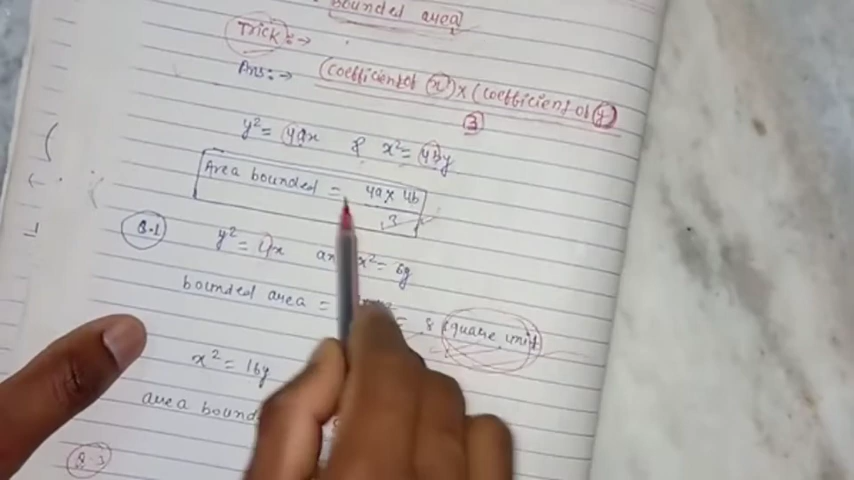 bounded area
Trick :→
Ans:→ (coefficient of x) × (coefficient of y)
3
y² = 4ax & x² = 4by
Area bounded = 4a × 4b
3
Q.1 y² = 4x and x² = 6y
bounded area = = 8 square unit
x² = 16y
area bound
Q.3